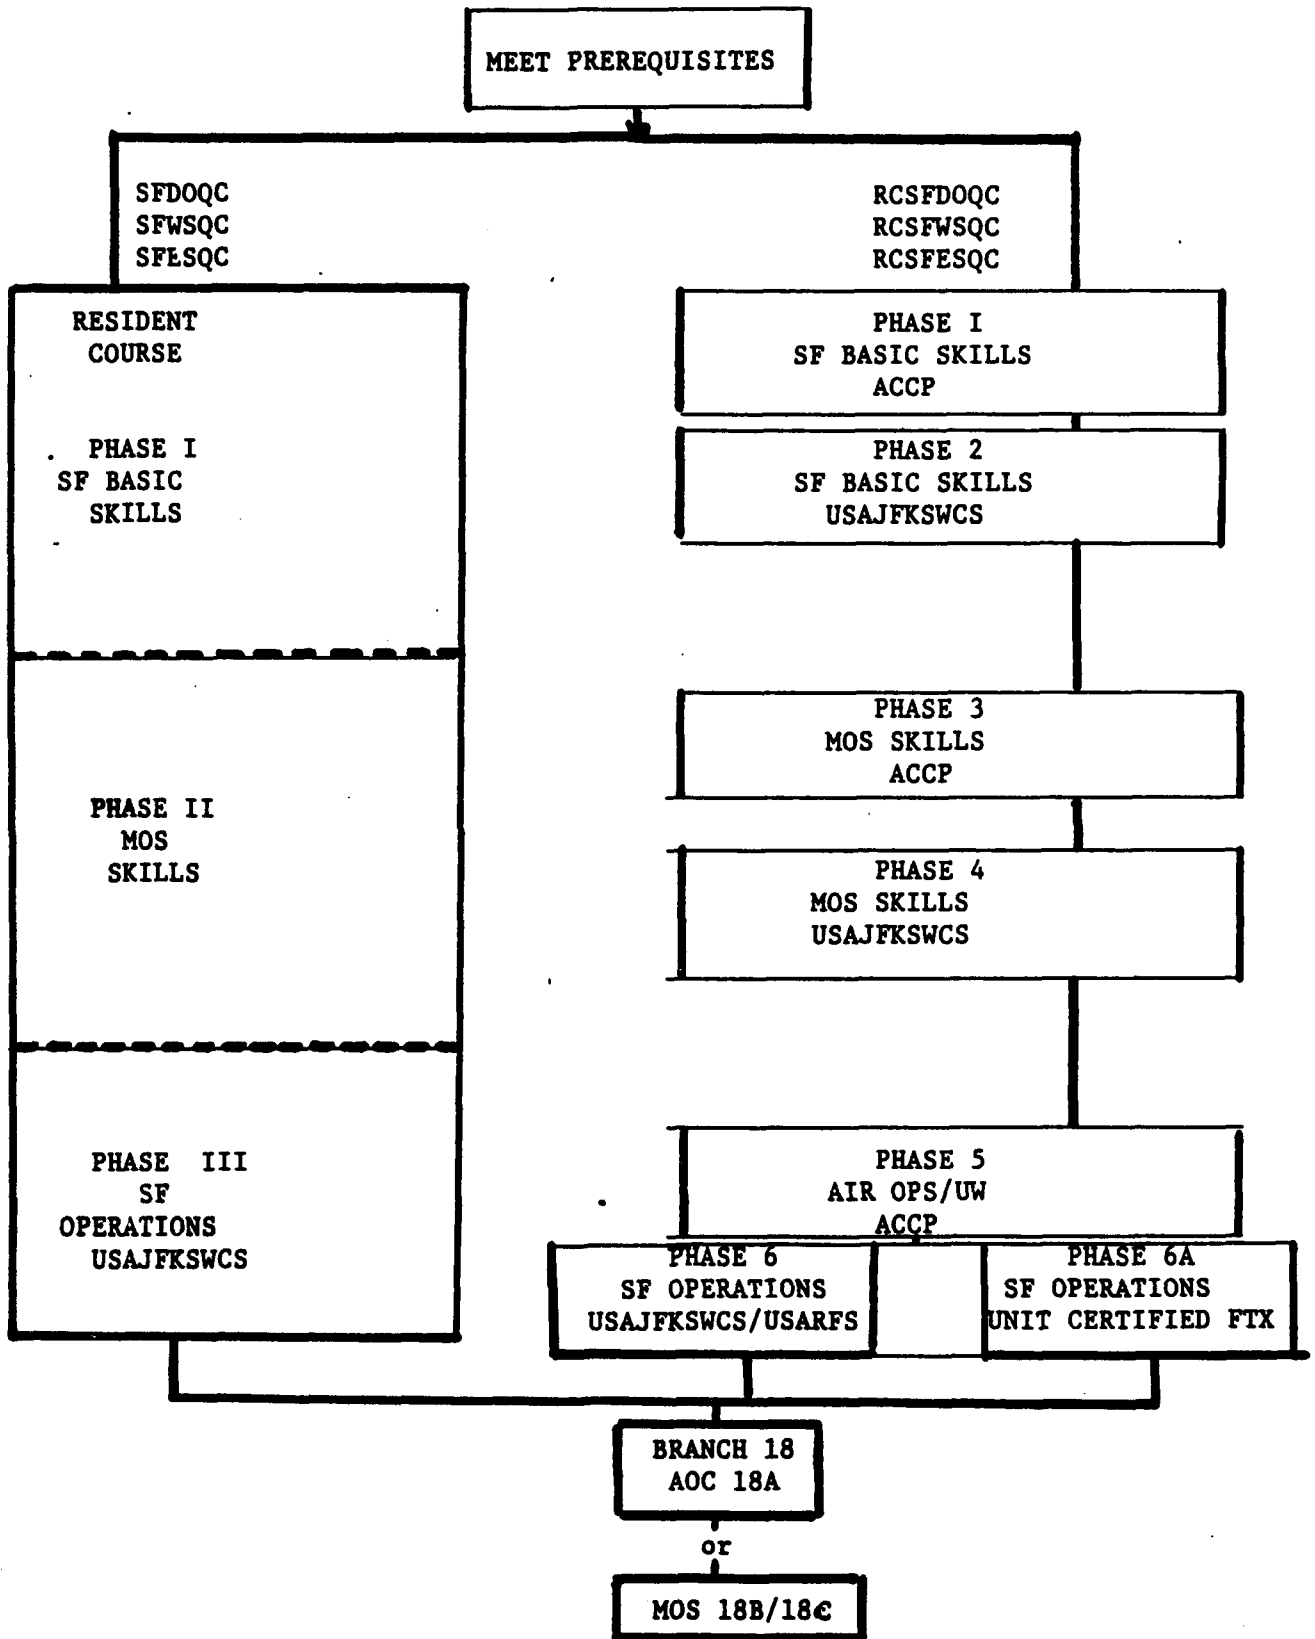 MEET PREREQUISITES
SFDOQC
SFWSQC
SFESQC
RESIDENT
COURSE
PHASE I
SF BASIC
SKILLS
PHASE II
MOS
SKILLS
PHASE III
SF
OPERATIONS
USAJFKSWCS
RCSFDOQC
RCSFWSQC
RCSFESQC
PHASE I
SF BASIC SKILLS
ACCP
PHASE 2
SF BASIC SKILLS
USAJFKSWCS
PHASE 3
MOS SKILLS
ACCP
PHASE 4
MOS SKILLS
USAJFKSWCS
PHASE 5
AIR OPS/UW
ACCP
PHASE 6
SF OPERATIONS
USAJFKSWCS/USARFS
PHASE 6A
SF OPERATIONS
UNIT CERTIFIED FTX
BRANCH 18
AOC 18A
or
MOS 18B/18C